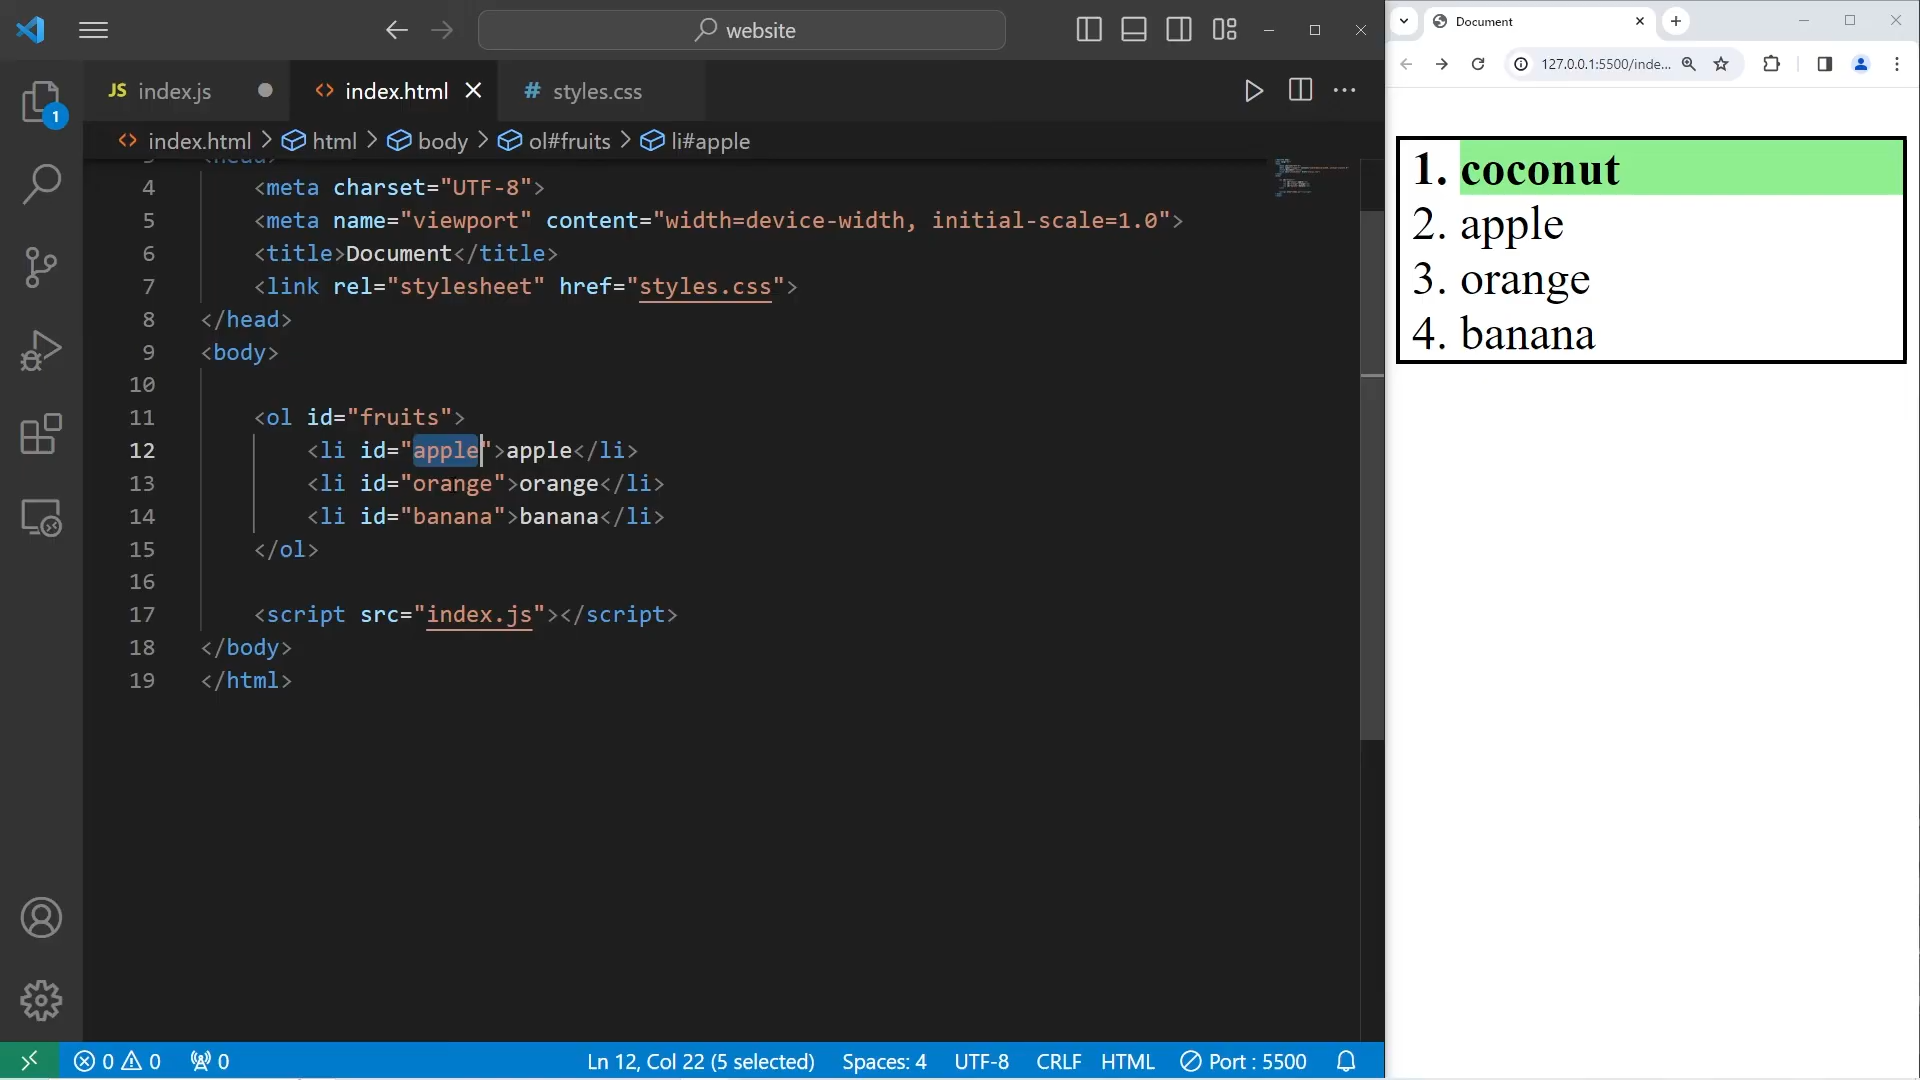 website
JS index.js
<> index.html
# styles.css
<> index.html > html > body > ol#fruits > li#apple
3 <head>
4 <meta charset="UTF-8">
5 <meta name="viewport" content="width=device-width, initial-scale=1.0">
6 <title>Document</title>
7 <link rel="stylesheet" href="styles.css">
8 </head>
9 <body>
10
11 <ol id="fruits">
12 <li id="apple">apple</li>
13 <li id="orange">orange</li>
14 <li id="banana">banana</li>
15 </ol>
16
17 <script src="index.js"></script>
18 </body>
19 </html>
1
0 0 0
Ln 12, Col 22 (5 selected)
Spaces: 4
UTF-8
CRLF
HTML
Port : 5500
Document
127.0.0.1:5500/inde...
1. coconut
2. apple
3. orange
4. banana